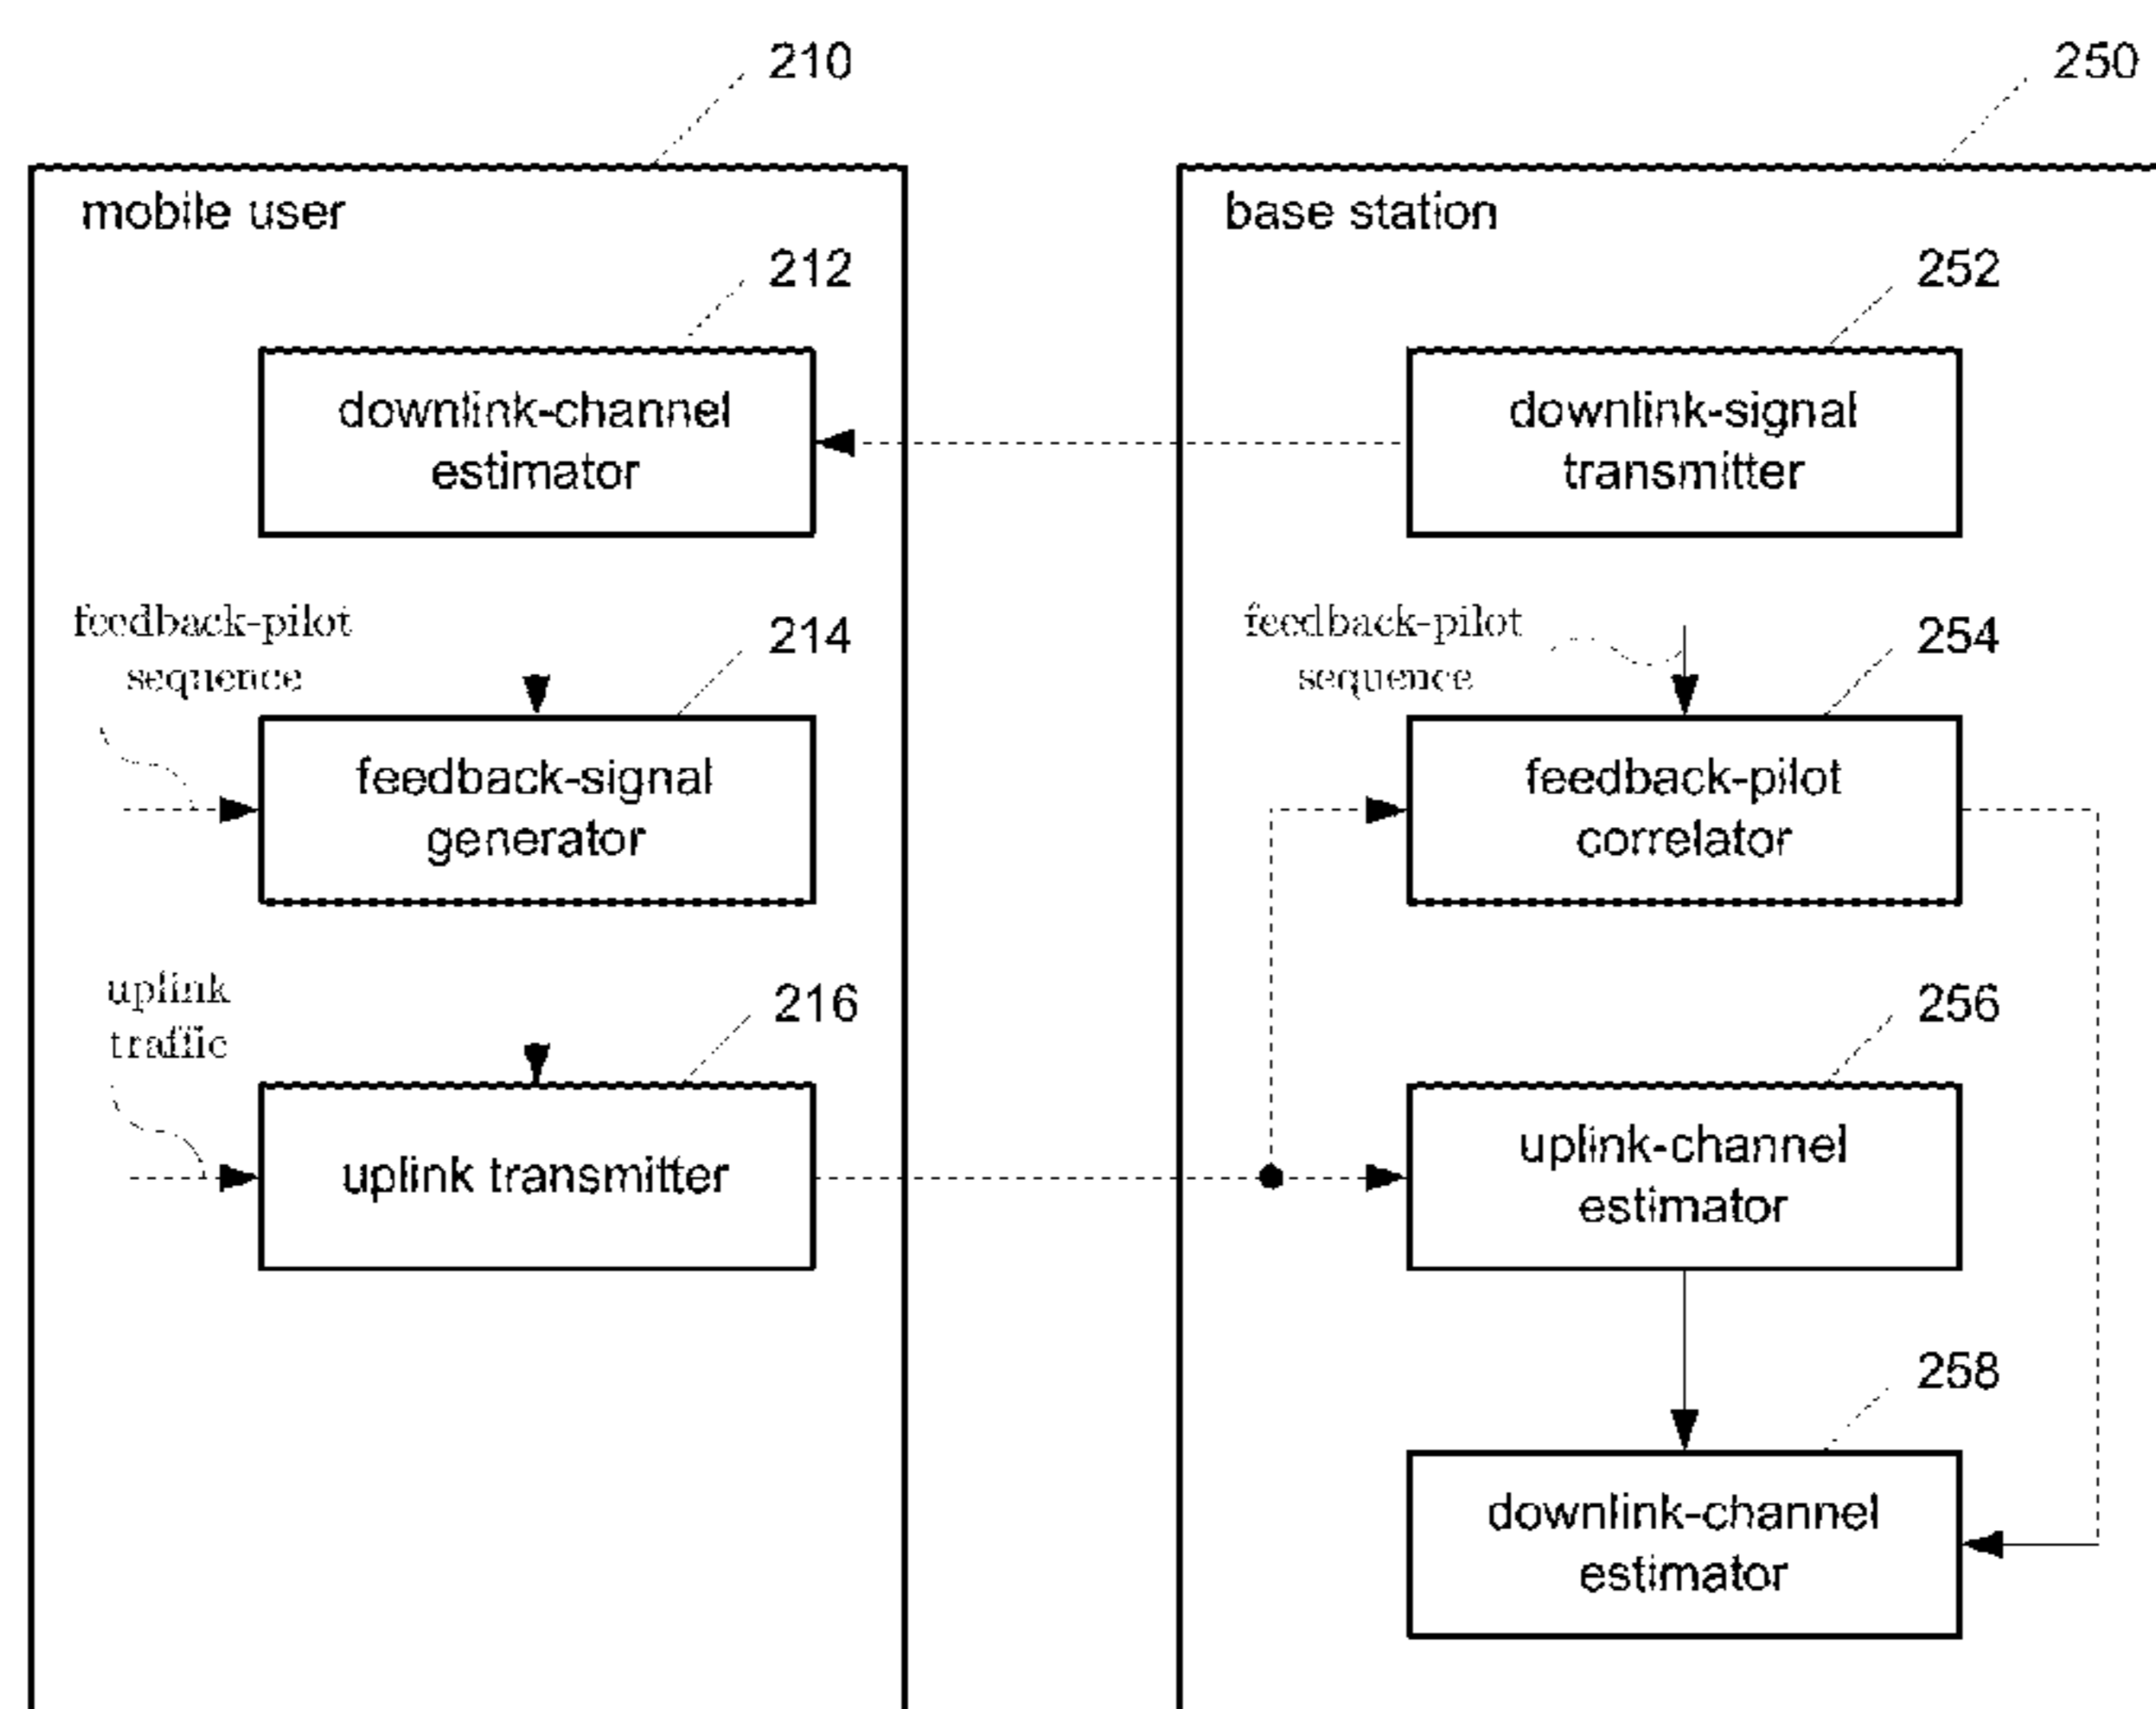 210
250
mobile user
base station
212
252
downlink-channel
estimator
downlink-signal
transmitter
feedback-pilot
sequence
214
feedback-pilot
sequence
254
feedback-signal
generator
feedback-pilot
correlator
uplink
traffic
216
256
uplink transmitter
uplink-channel
estimator
258
downlink-channel
estimator